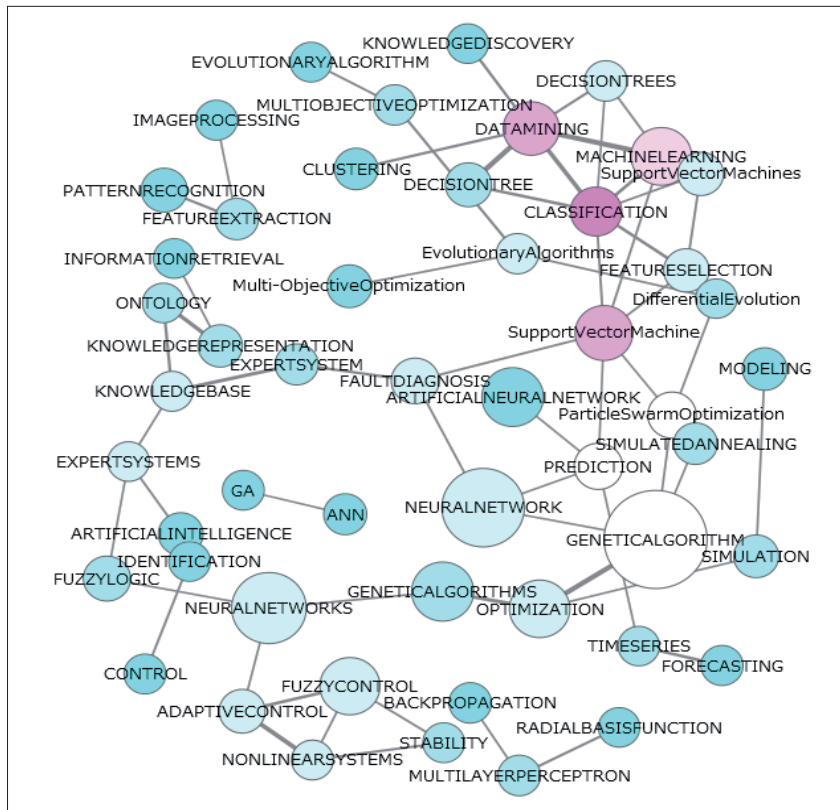 KNOWLEDGEDISCOVERY
EVOLUTIONARYALGORITHM
DECISIONTREES
MULTIOBJECTIVEOPTIMIZATION
IMAGEPROCESSING
DATAMINING
MACHINELEARNING
CLUSTERING
SupportVectorMachines
DECISIONTREE
PATTERNRECOGNITION
CLASSIFICATION
FEATUREEXTRACTION
EvolutionaryAlgorithms
INFORMATIONRETRIEVAL
FEATURESELECTION
Multi-ObjectiveOptimization
DifferentialEvolution
ONTOLOGY
SupportVectorMachine
KNOWLEDGEREPRESENTATION
EXPERTSYSTEM
MODELING
FAULTDIAGNOSIS
KNOWLEDGEBASE
ARTIFICIALNEURALNETWORK
ParticleSwarmOptimization
SIMULATEDANNEALING
EXPERTSYSTEMS
PREDICTION
GA
NEURALNETWORK
ANN
ARTIFICIALINTELLIGENCE
GENETICALGORITHM
IDENTIFICATION
SIMULATION
FUZZYLOGIC
GENETICALGORITHMS
NEURALNETWORKS
OPTIMIZATION
TIMESERIES
FORECASTING
CONTROL
FUZZYCONTROL
BACKPROPAGATION
ADAPTIVECONTROL
RADIALBASISFUNCTION
STABILITY
NONLINEARSYSTEMS
MULTILAYERPERCEPTRON